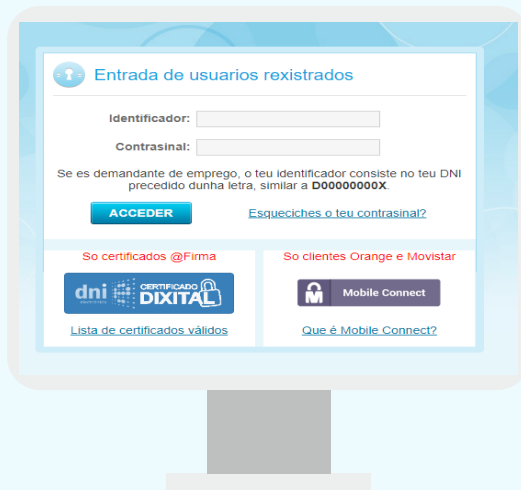 Entrada de usuarios rexistrados
Identificador:
Contrasinal:
Se es demandante de emprego, o teu identificador consiste no teu DNI
precedido dunha letra, similar a D00000000X.
ACCEDER
Esqueciches o teu contrasinal?
So certificados @Firma
dni
CERTIFICADO
DIXITAL
Lista de certificados válidos
So clientes Orange e Movistar
Mobile Connect
Que é Mobile Connect?